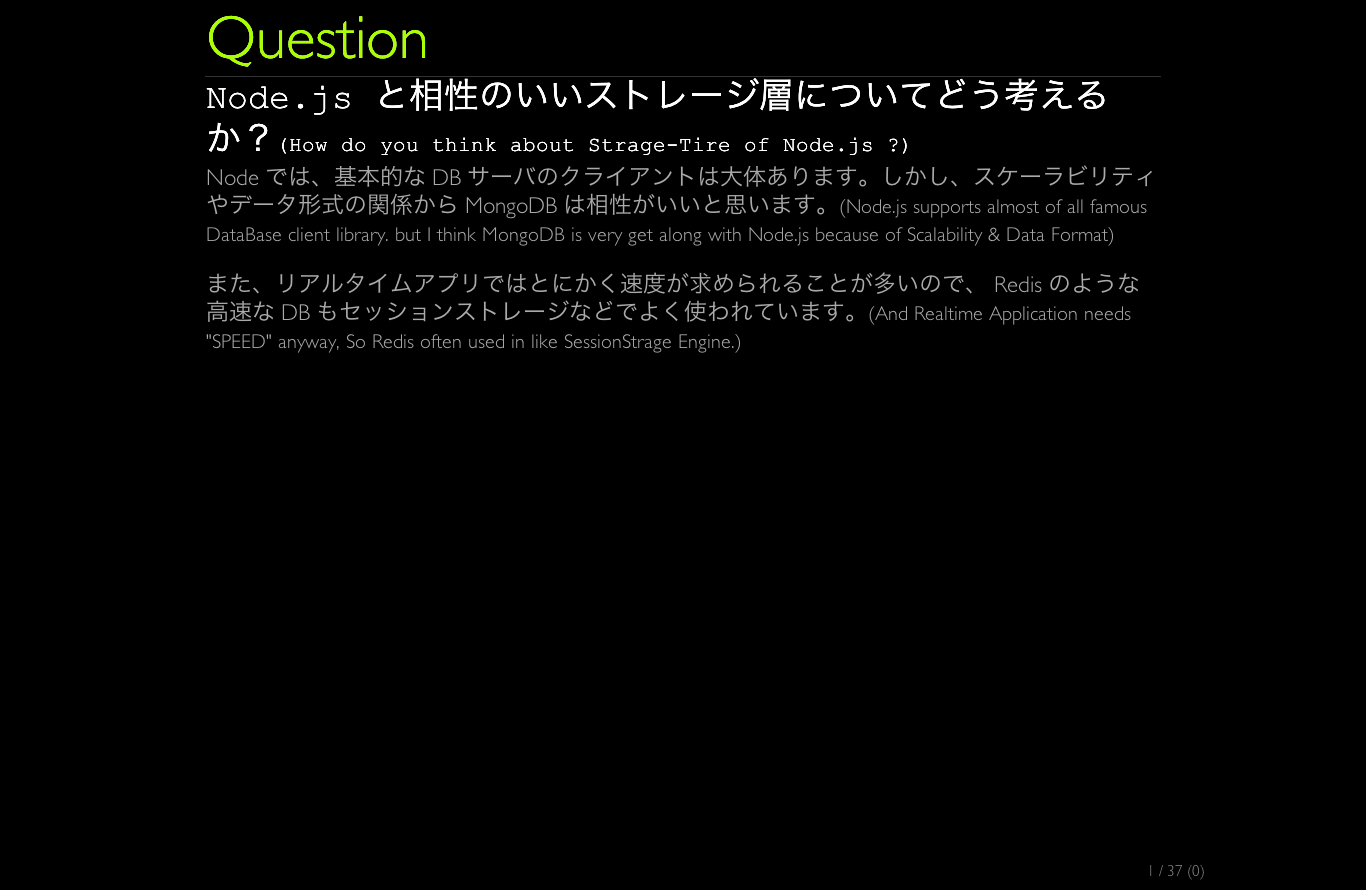 Question
Node.js と相性のいいストレージ層についてどう考える
か？(How do you think about Strage-Tire of Node.js ?)
Node では、基本的な DB サーバのクライアントは大体あります。しかし、スケーラビリティ
やデータ形式の関係から MongoDB は相性がいいと思います。(Node.js supports almost of all famous
DataBase client library. but I think MongoDB is very get along with Node.js because of Scalability & Data Format)
また、リアルタイムアプリではとにかく速度が求められることが多いので、 Redis のような
高速な DB もセッションストレージなどでよく使われています。(And Realtime Application needs
"SPEED" anyway, So Redis often used in like SessionStrage Engine.)
1 / 37 (0)